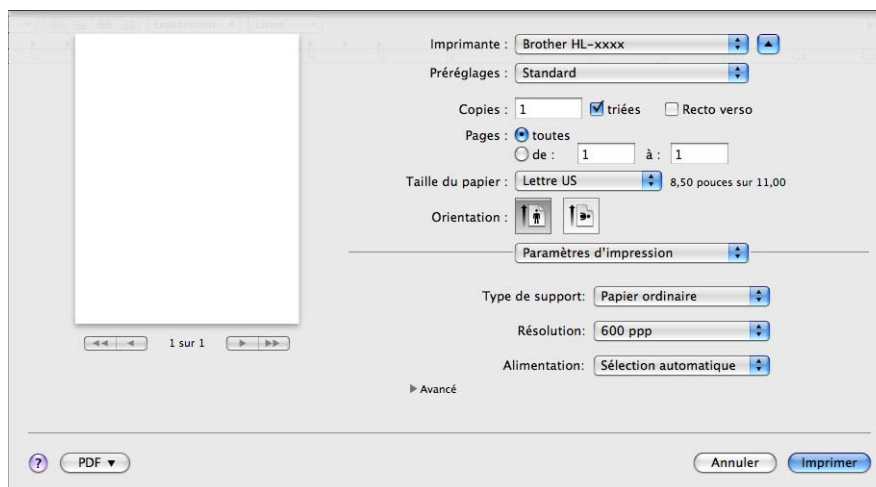 Imprimante : Brother HL-xxxx
Préréglages : Standard
Copies : 1 triées Recto verso
Pages : toutes
de : 1 à : 1
Taille du papier : Lettre US 8,50 pouces sur 11,00
Orientation :
Paramètres d'impression
Type de support: Papier ordinaire
Résolution: 600 ppp
Alimentation: Sélection automatique
Avancé
1 sur 1
? PDF Annuler Imprimer